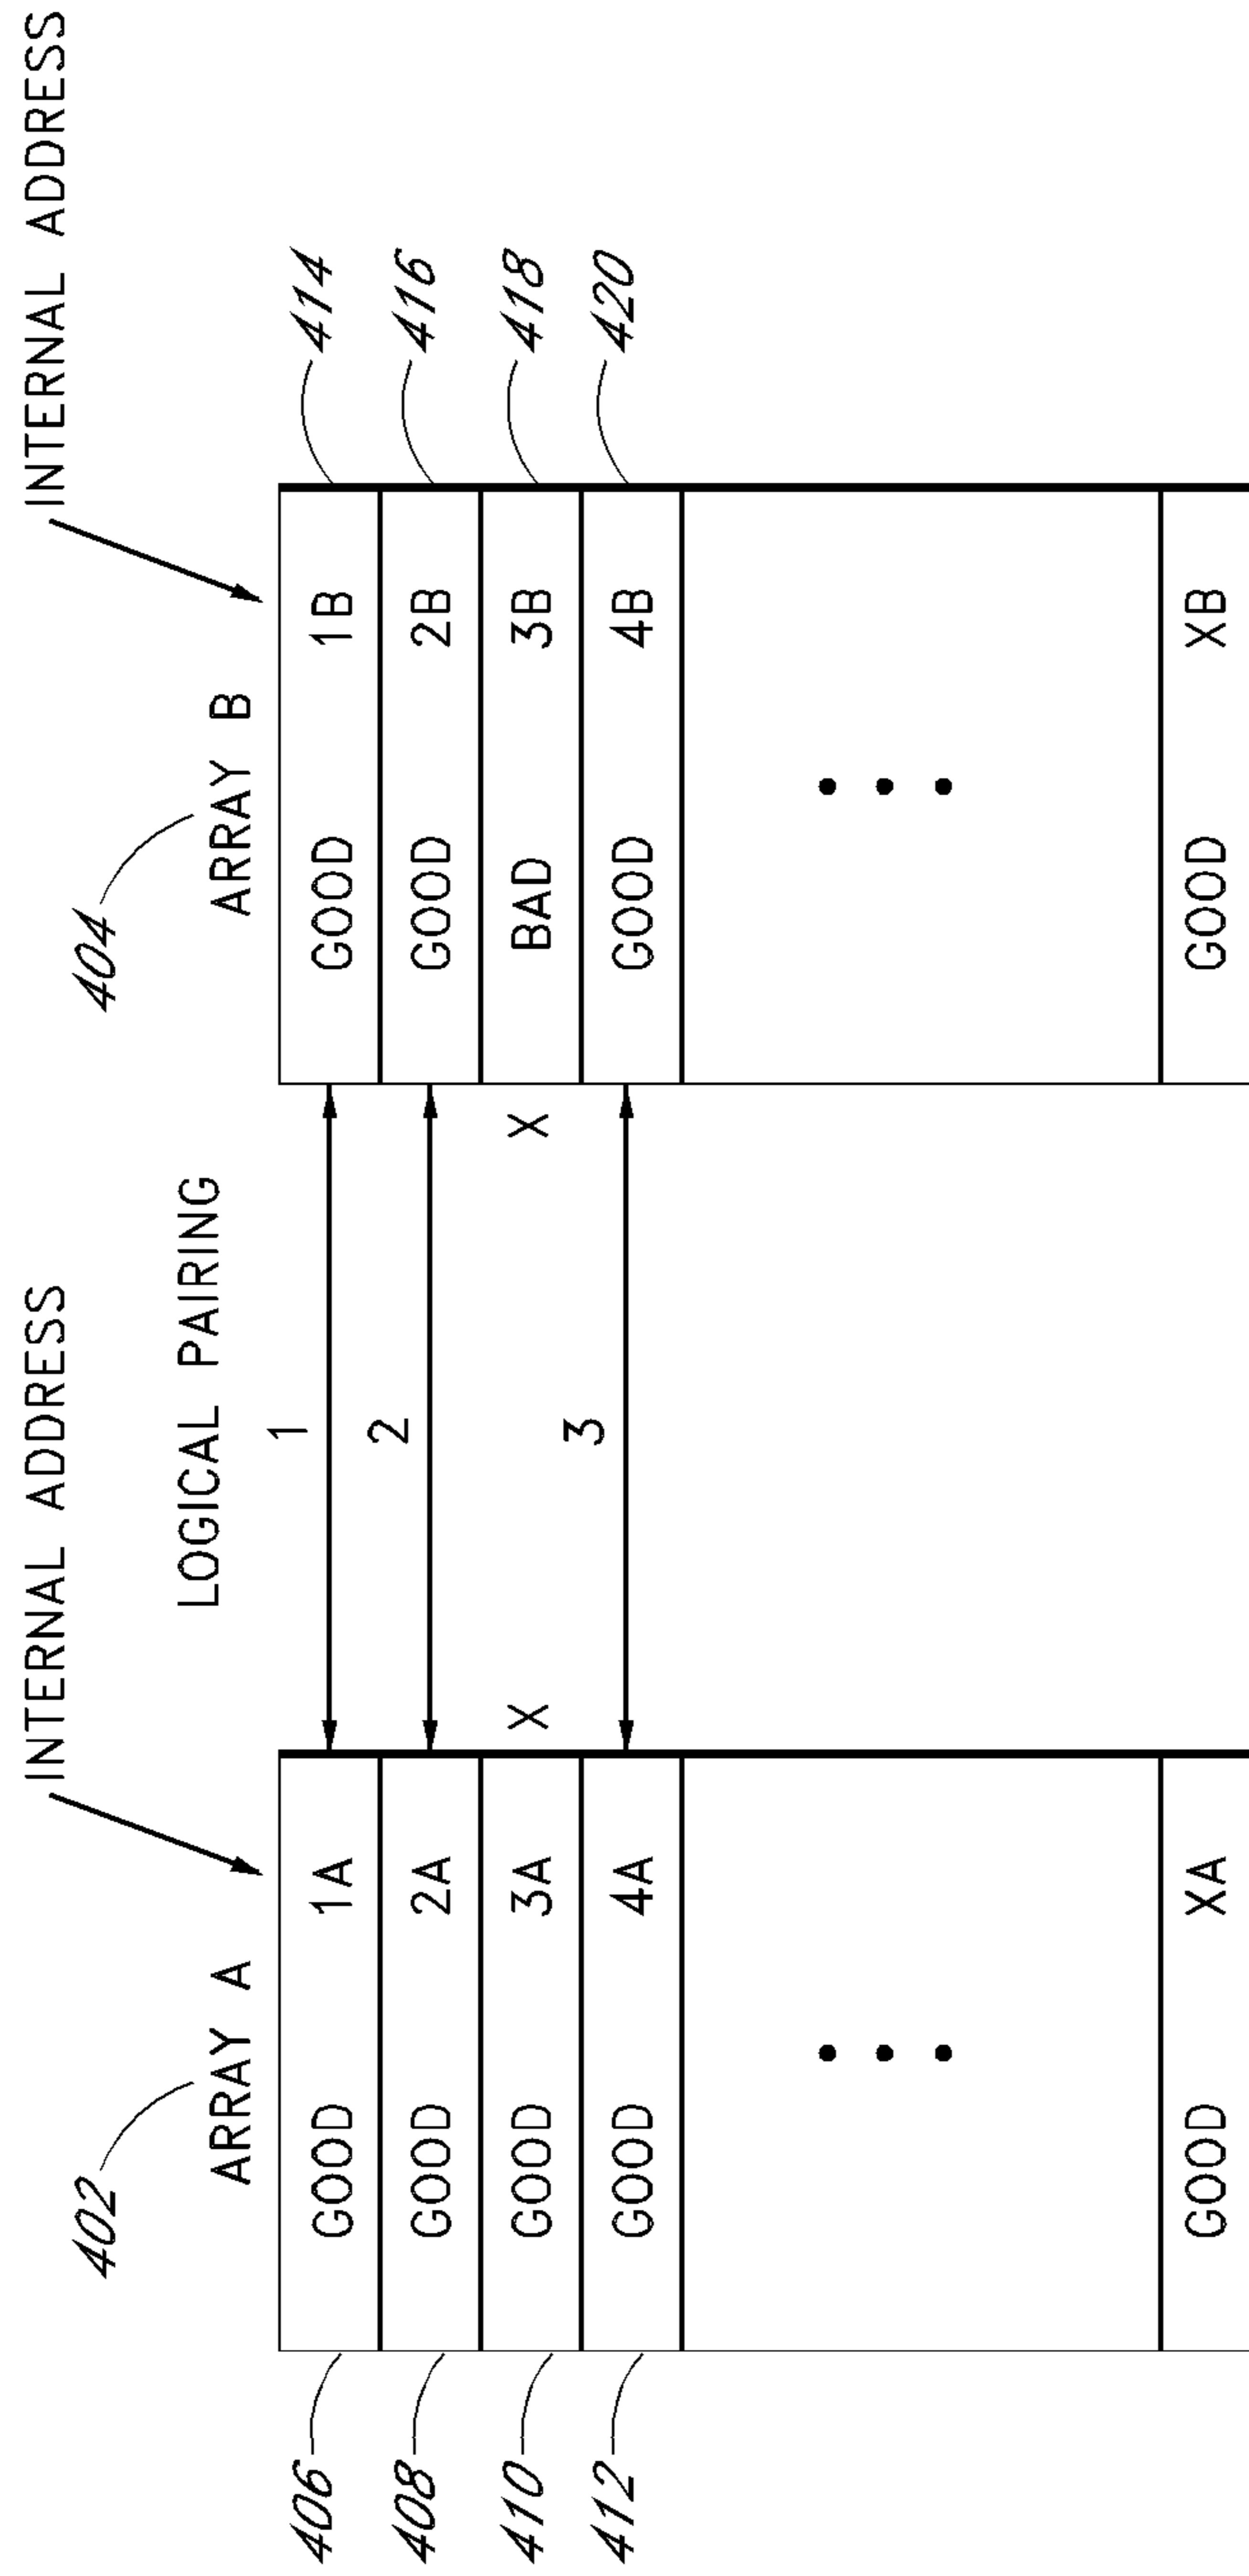 INTERNAL ADDRESS INTERNAL ADDRESS
402 404
LOGICAL PAIRING
ARRAY A ARRAY B
406 GOOD 1A 1 GOOD 1B 414
408 GOOD 2A 2 GOOD 2B 416
410 GOOD 3A X X BAD 3B 418
412 GOOD 4A 3 GOOD 4B 420
GOOD XA GOOD XB